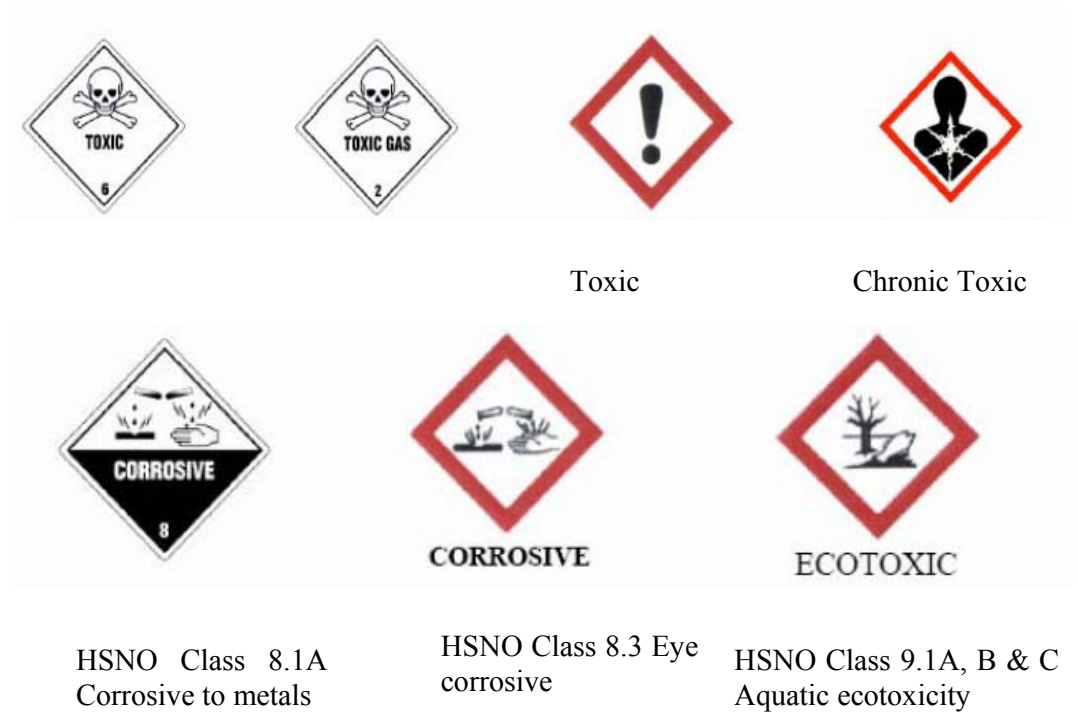 TOXIC
6
TOXIC GAS
2
Toxic
Chronic Toxic
CORROSIVE
8
CORROSIVE
ECOTOXIC
HSNO Class 8.1A
Corrosive to metals
HSNO Class 8.3 Eye
corrosive
HSNO Class 9.1A, B & C
Aquatic ecotoxicity